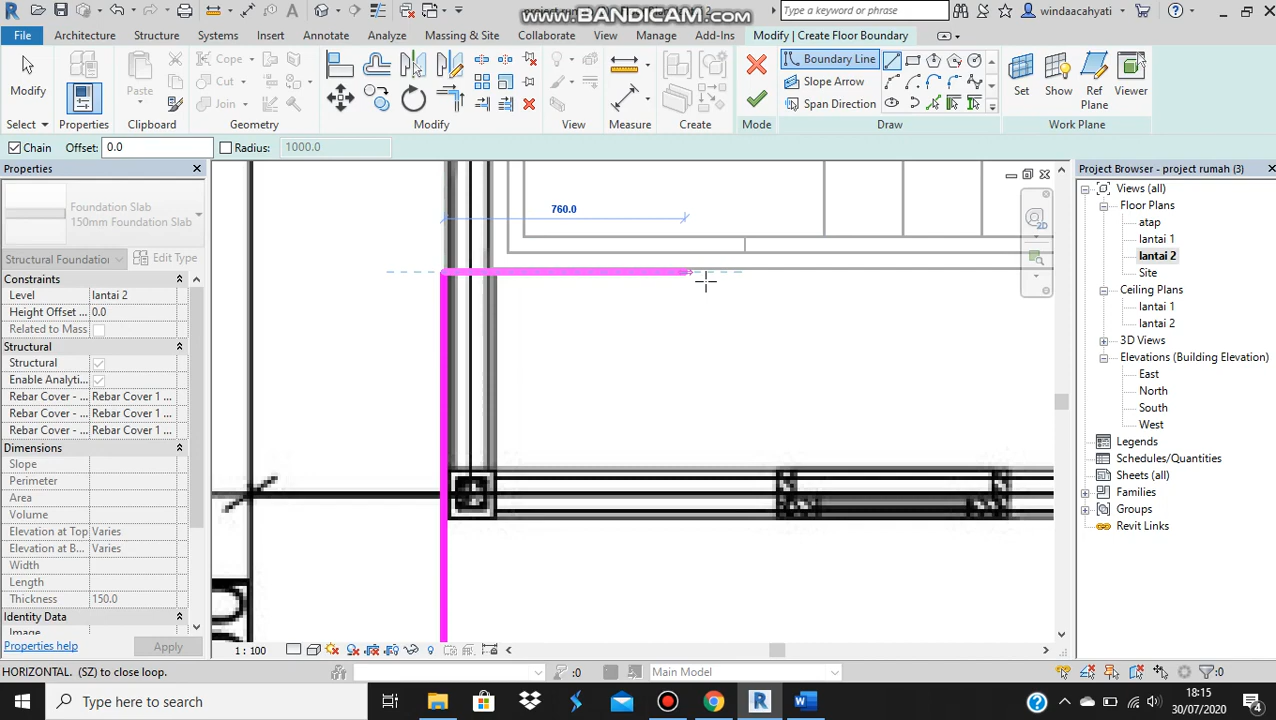 project rumah
WWW.BANDICAM.COM
2
Type a keyword or phrase
windaacahyati
File
Architecture
Structure
Systems
Insert
Annotate
Analyze
Massing & Site
Collaborate
View
Manage
Add-Ins
Modify | Create Floor Boundary
Modify
Paste
Cope
Cut
Join
Boundary Line
Slope Arrow
Span Direction
Set
Show
Ref
Plane
Viewer
Select
Properties
Clipboard
Geometry
Modify
View
Measure
Create
Mode
Draw
Work Plane
Chain
Offset:
0.0
Radius:
1000.0
Properties
Foundation Slab
150mm Foundation Slab
Structural Foundatio
Edit Type
Constraints
Level
lantai 2
Height Offset ...
0.0
Related to Mass
Structural
Structural
Enable Analyti...
Rebar Cover - ...
Rebar Cover 1 ...
Rebar Cover - ...
Rebar Cover 1 ...
Rebar Cover - ...
Rebar Cover 1 ...
Dimensions
Slope
Perimeter
Area
Volume
Elevation at Top
Varies
Elevation at B...
Varies
Width
Length
Thickness
150.0
Identity Data
Image
Properties help
Apply
760.0
2D
Project Browser - project rumah (3)
Views (all)
Floor Plans
atap
lantai 1
lantai 2
Site
Ceiling Plans
lantai 1
lantai 2
3D Views
Elevations (Building Elevation)
East
North
South
West
Legends
Schedules/Quantities
Sheets (all)
Families
Groups
Revit Links
1 : 100
HORIZONTAL. (SZ) to close loop.
:0
Main Model
:0
Type here to search
18:15
30/07/2020
4